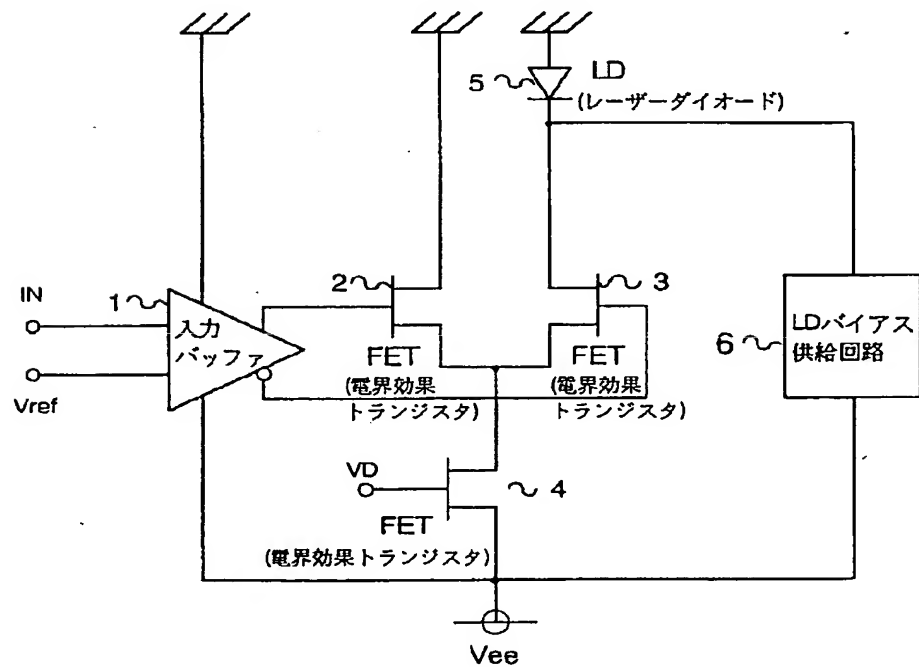 5
LD
(レーザーダイオード)
IN
1
入力
バッファ
Vref
2
FET
(電界効果
トランジスタ)
3
FET
(電界効果
トランジスタ)
6
LDバイアス
供給回路
VD
4
FET
(電界効果トランジスタ)
Vee